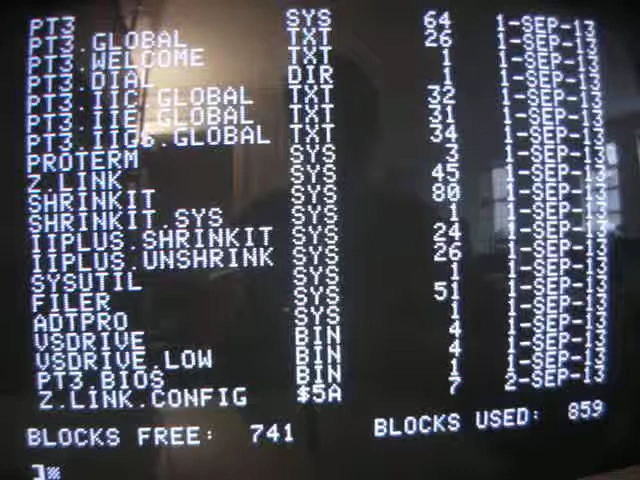 PT3 SYS 64 1-SEP-13
PT3.GLOBAL TXT 26 1-SEP-13
PT3.WELCOME TXT 1 1-SEP-13
PT3.DIAL DIR 1 1-SEP-13
PT3.IIC.GLOBAL TXT 32 1-SEP-13
PT3.IIE.GLOBAL TXT 31 1-SEP-13
PT3.IIGS.GLOBAL TXT 34 1-SEP-13
PROTERM SYS 3 1-SEP-13
Z.LINK SYS 45 1-SEP-13
SHRINKIT SYS 80 1-SEP-13
SHRINKIT.SYS SYS 1 1-SEP-13
IIPLUS.SHRINKIT SYS 24 1-SEP-13
IIPLUS.UNSHRINK SYS 26 1-SEP-13
SYSUTIL SYS 1 1-SEP-13
FILER SYS 51 1-SEP-13
ADTPRO SYS 1 1-SEP-13
VSDRIVE BIN 4 1-SEP-13
VSDRIVE.LOW BIN 4 1-SEP-13
PT3.BIOS BIN 1 1-SEP-13
Z.LINK.CONFIG $5A 7 2-SEP-13
BLOCKS FREE: 741 BLOCKS USED: 859
]